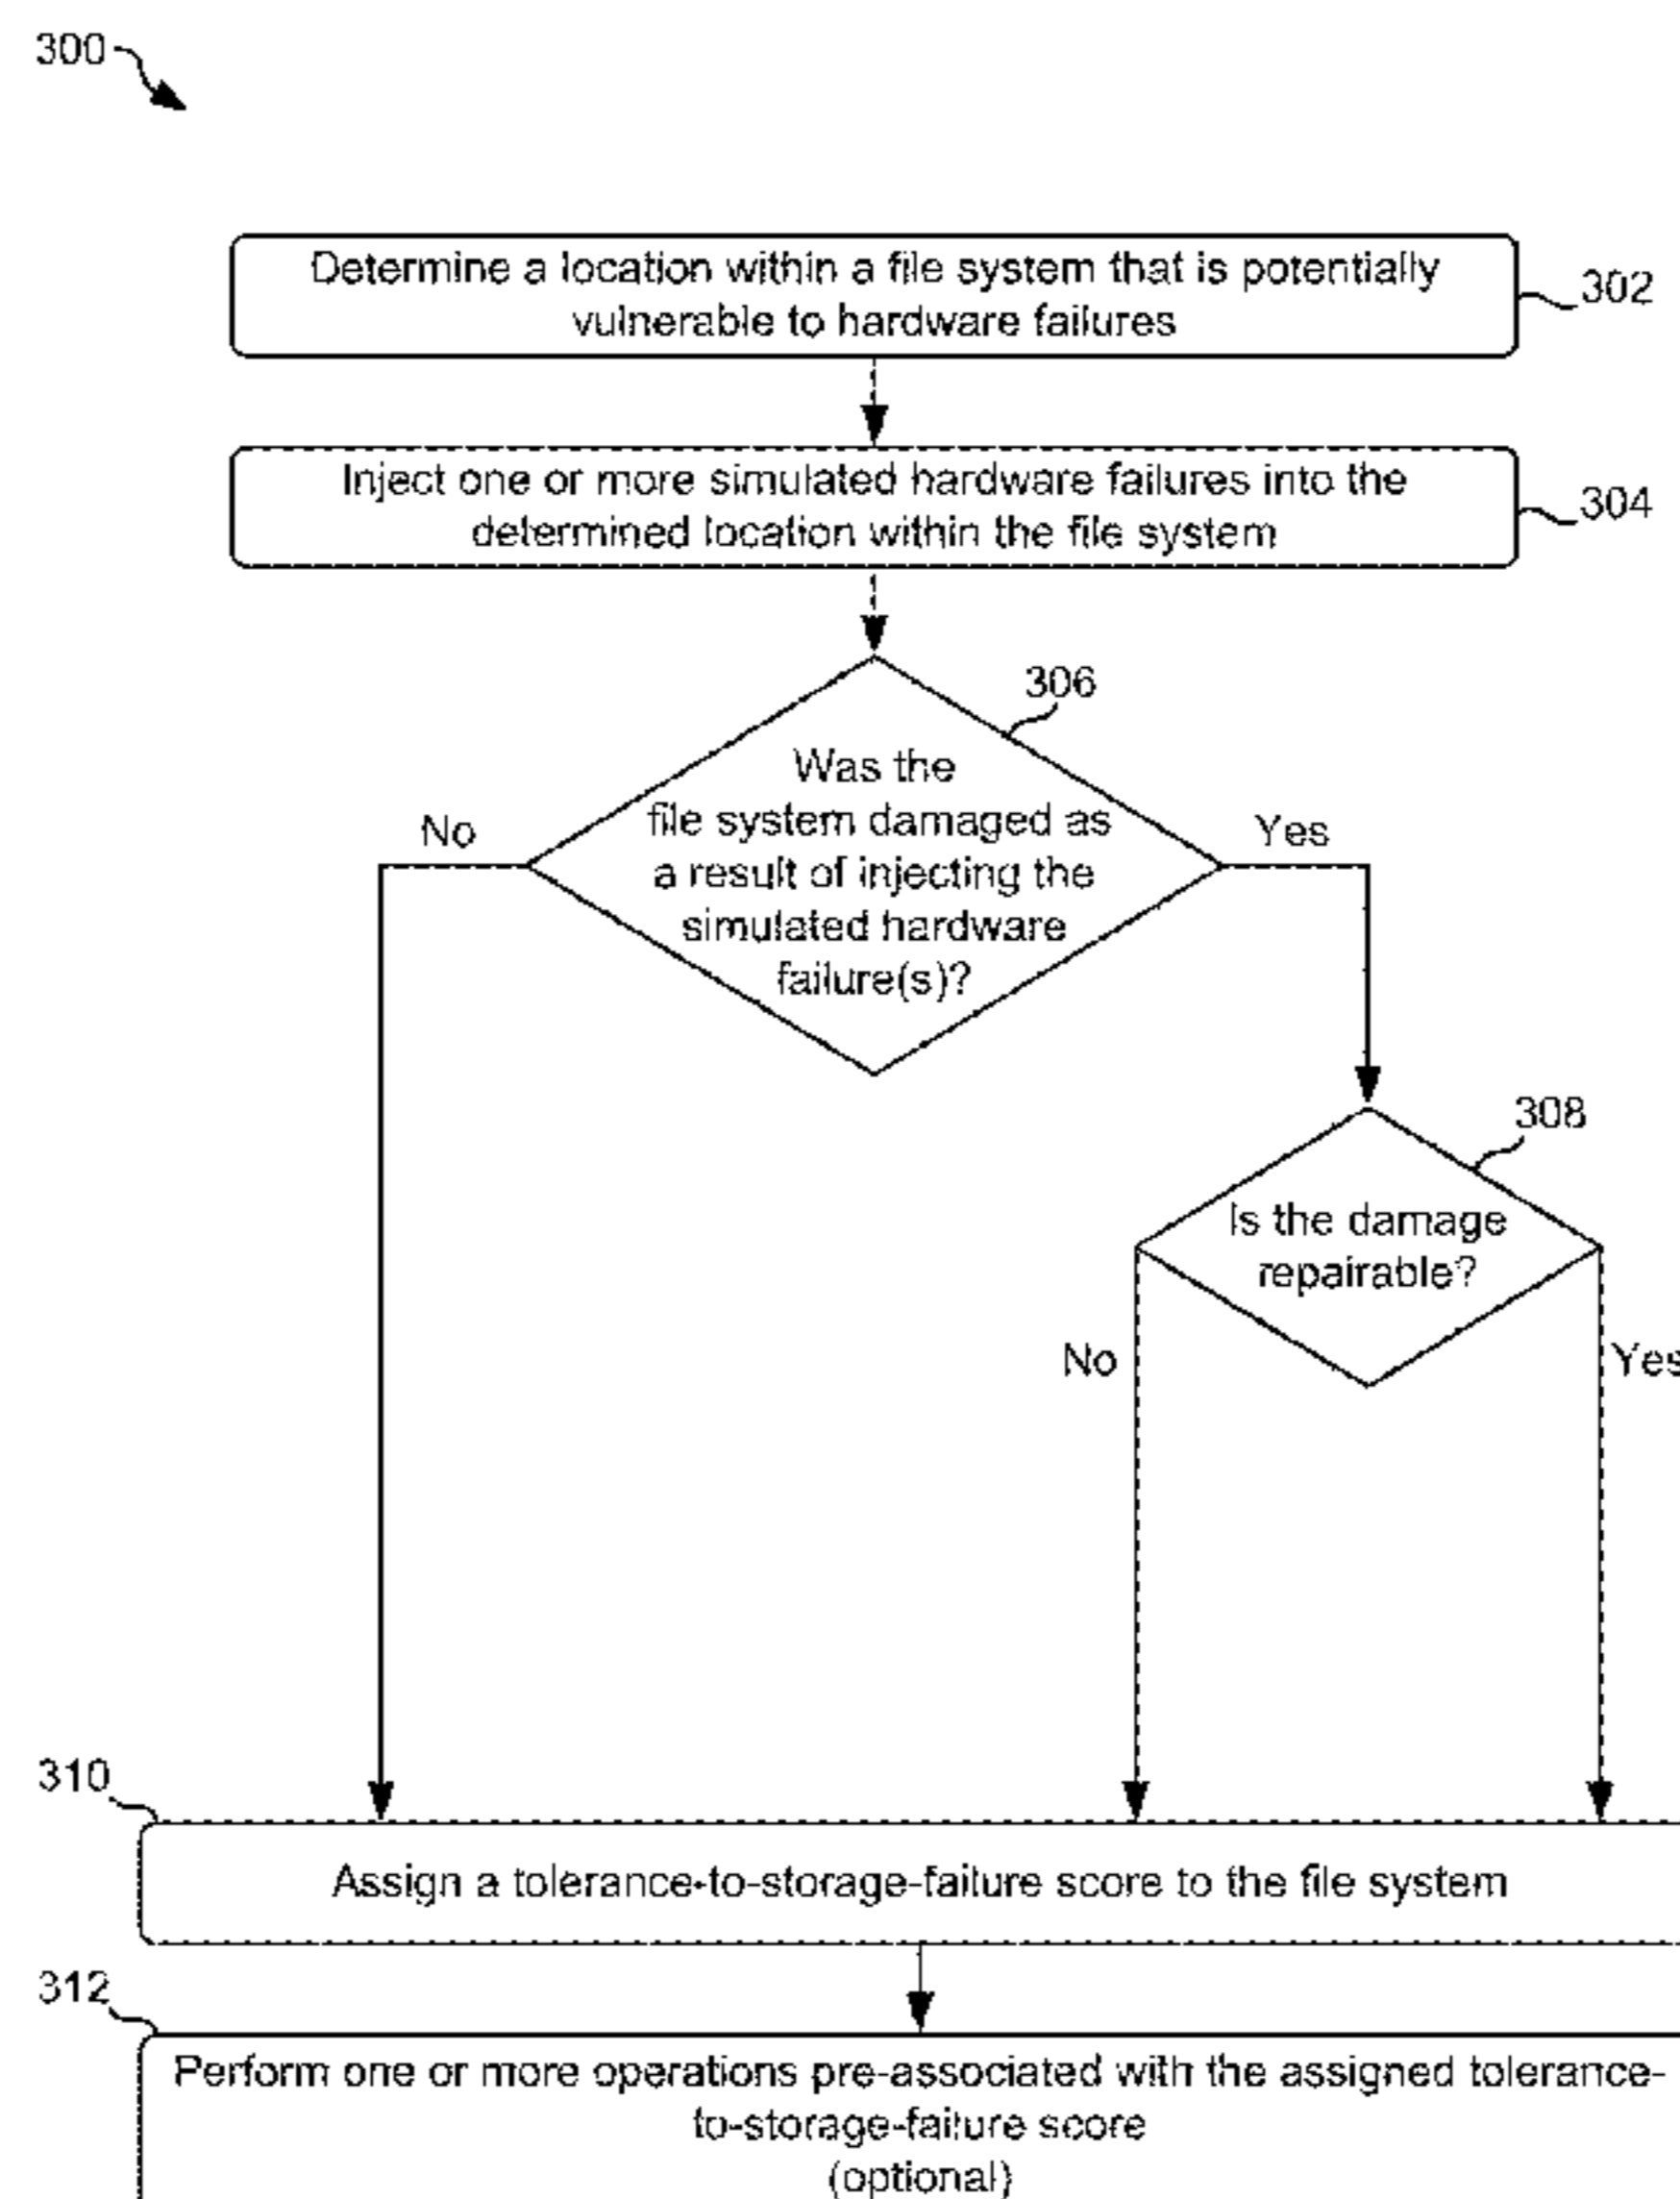 300
Determine a location within a file system that is potentially
vulnerable to hardware failures
302
Inject one or more simulated hardware failures into the
determined location within the file system
304
306
Was the
file system damaged as
a result of injecting the
simulated hardware
failure(s)?
No
Yes
308
Is the damage
repairable?
No
Yes
310
Assign a tolerance-to-storage-failure score to the file system
312
Perform one or more operations pre-associated with the assigned tolerance-
to-storage-failure score
(optional)